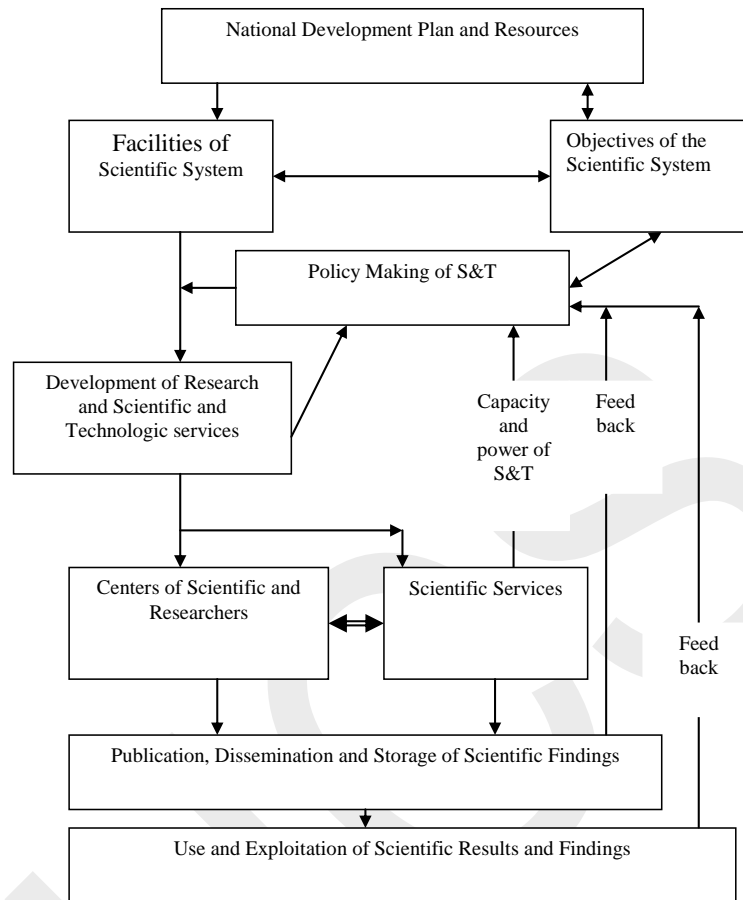 National Development Plan and Resources
Facilities of
Scientific System
Objectives of the
Scientific System
Policy Making of S&T
Development of Research
and Scientific and
Technologic services
Capacity
and
power of
S&T
Feed
back
Centers of Scientific and
Researchers
Scientific Services
Feed
back
Publication, Dissemination and Storage of Scientific Findings
Use and Exploitation of Scientific Results and Findings